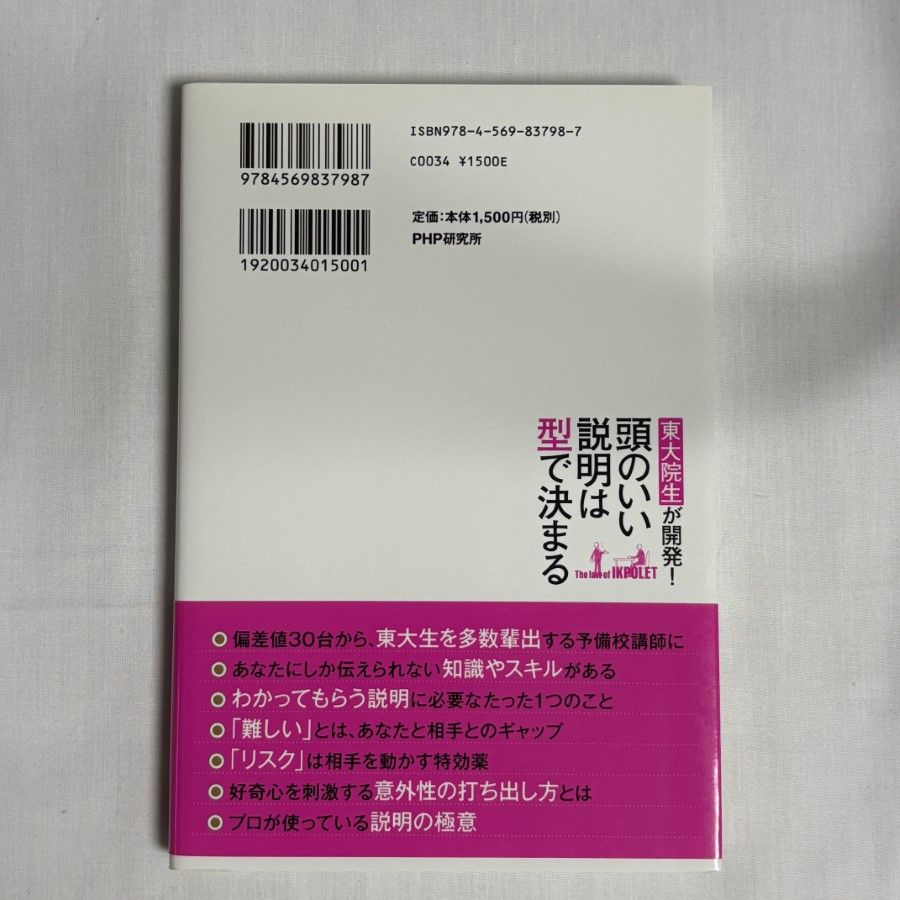 ISBN978-4-569-83798-7
9784569837987
C0034 ¥1500E
定価：本体1,500円（税別）
PHP研究所
1920034015001
東大院生が開発！
頭のいい
説明は
型で決まる
The law of IKPOLET
偏差値30台から、東大生を多数輩出する予備校講師に
あなたにしか伝えられない知識やスキルがある
わかってもらう説明に必要なたった1つのこと
「難しい」とは、あなたと相手とのギャップ
「リスク」は相手を動かす特効薬
好奇心を刺激する意外性の打ち出し方とは
プロが使っている説明の極意